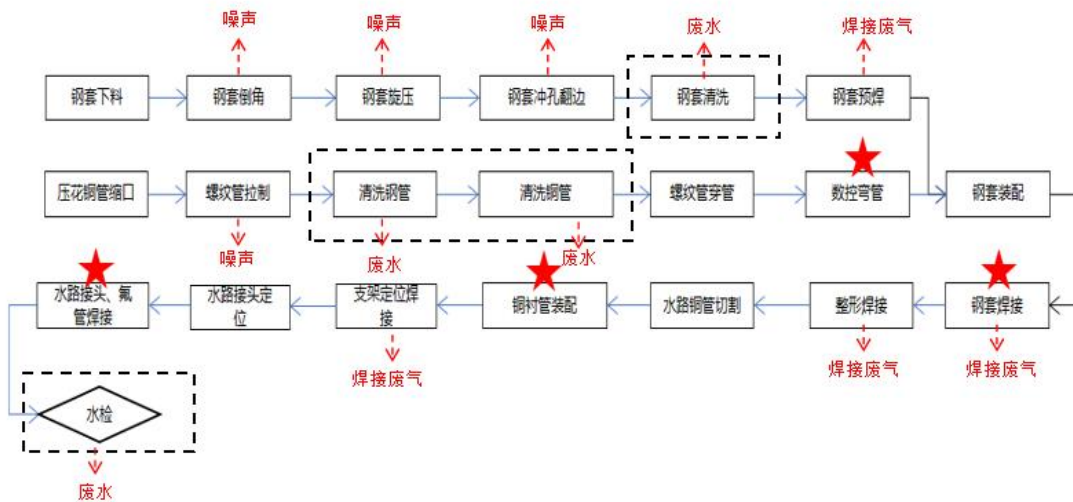 噪声
噪声
噪声
废水
焊接废气
钢套下料
钢套倒角
钢套旋压
钢套冲孔翻边
钢套清洗
钢套预焊
压花铜管缩口
螺纹管拉制
清洗钢管
清洗铜管
螺纹管穿管
数控弯管
钢套装配
噪声
废水
废水
水路接头、氟
管焊接
水路接头定
位
支架定位焊
接
铜衬管装配
水路铜管切割
整形焊接
钢套焊接
焊接废气
焊接废气
焊接废气
水检
废水